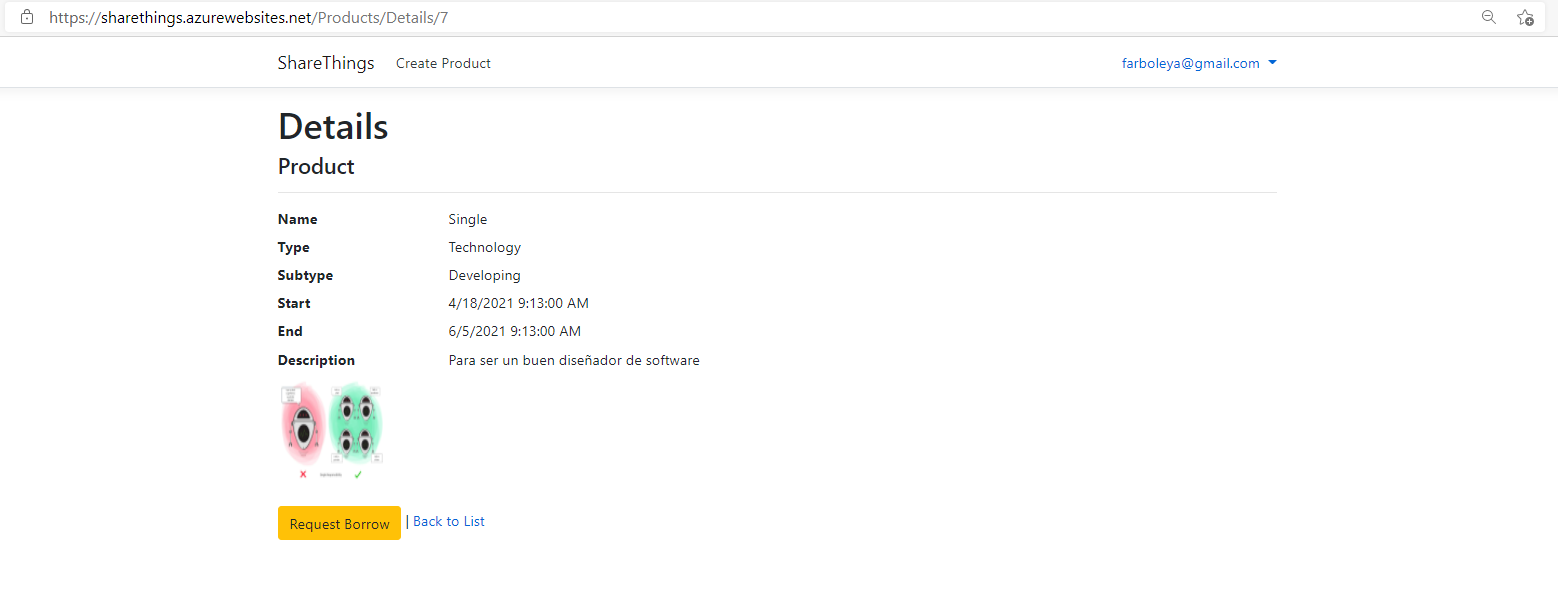 https://sharethings.azurewebsites.net/Products/Details/7
ShareThings Create Product farboleya@gmail.com
Details
Product
Name Single
Type Technology
Subtype Developing
Start 4/18/2021 9:13:00 AM
End 6/5/2021 9:13:00 AM
Description Para ser un buen diseñador de software
Request Borrow | Back to List